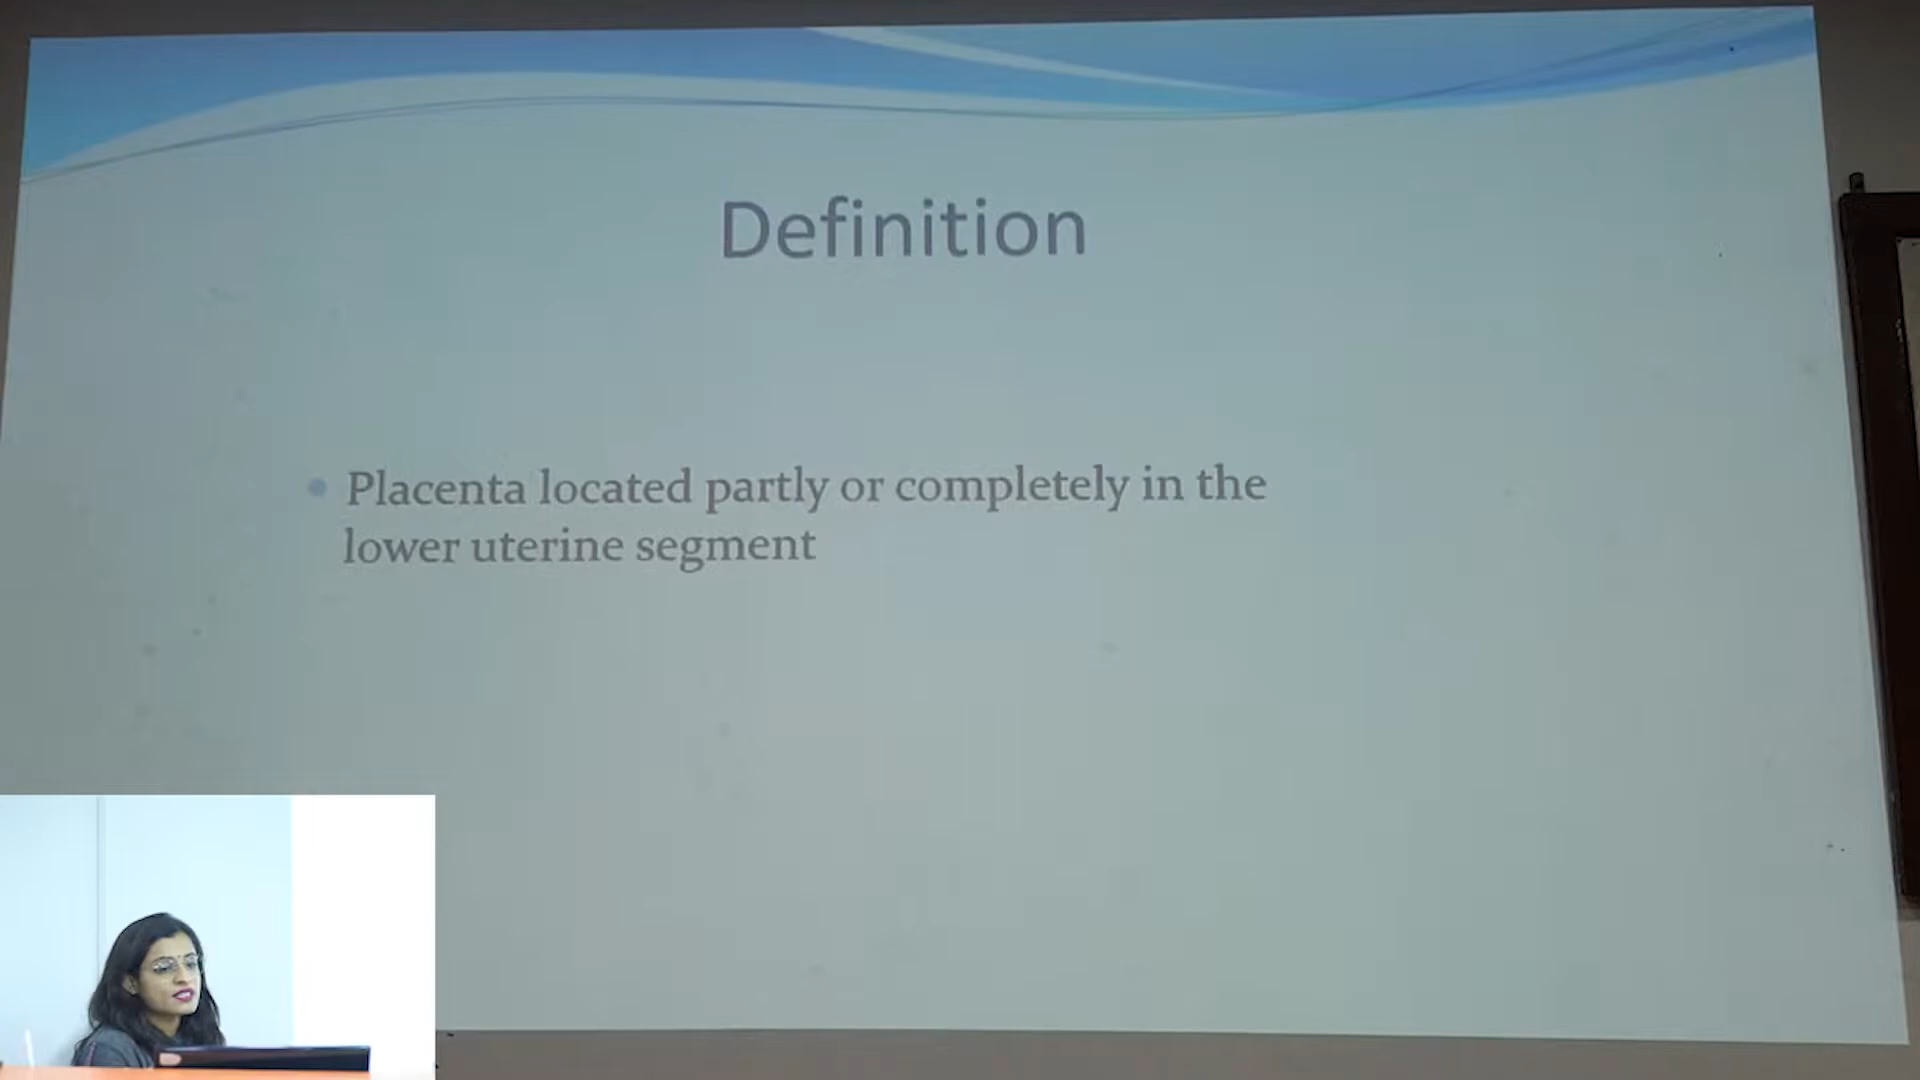 Definition
Placenta located partly or completely in the
lower uterine segment